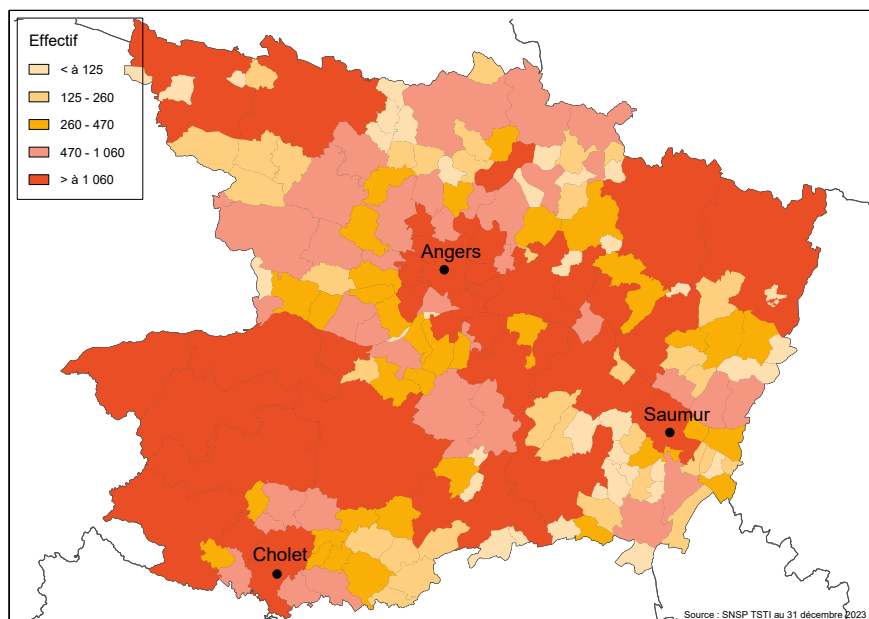 Effectif
< à 125
125 - 260
260 - 470
470 - 1 060
> à 1 060
Angers
Saumur
Cholet
Source : SNSP TSTI au 31 décembre 2023